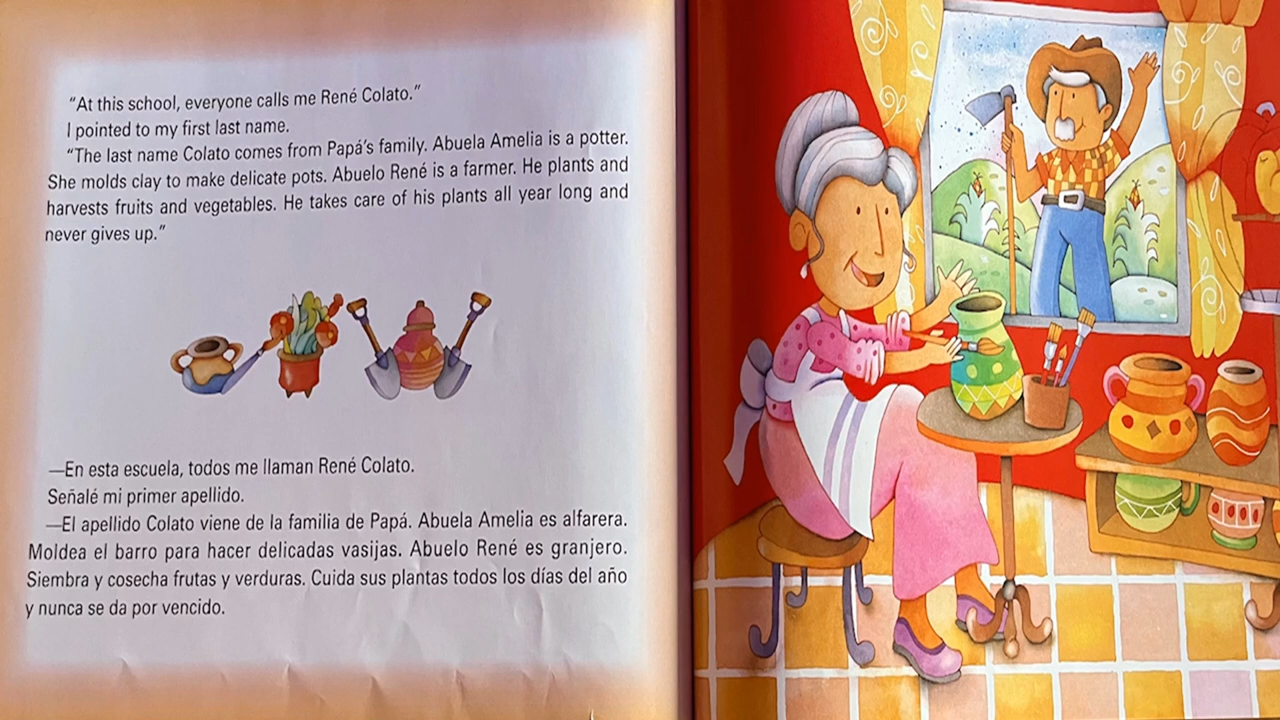 “At this school, everyone calls me René Colato.”
I pointed to my first last name.
“The last name Colato comes from Papá’s family. Abuela Amelia is a potter.
She molds clay to make delicate pots. Abuelo René is a farmer. He plants and
harvests fruits and vegetables. He takes care of his plants all year long and
never gives up.”
—En esta escuela, todos me llaman René Colato.
Señalé mi primer apellido.
—El apellido Colato viene de la familia de Papá. Abuela Amelia es alfarera.
Moldea el barro para hacer delicadas vasijas. Abuelo René es granjero.
Siembra y cosecha frutas y verduras. Cuida sus plantas todos los días del año
y nunca se da por vencido.